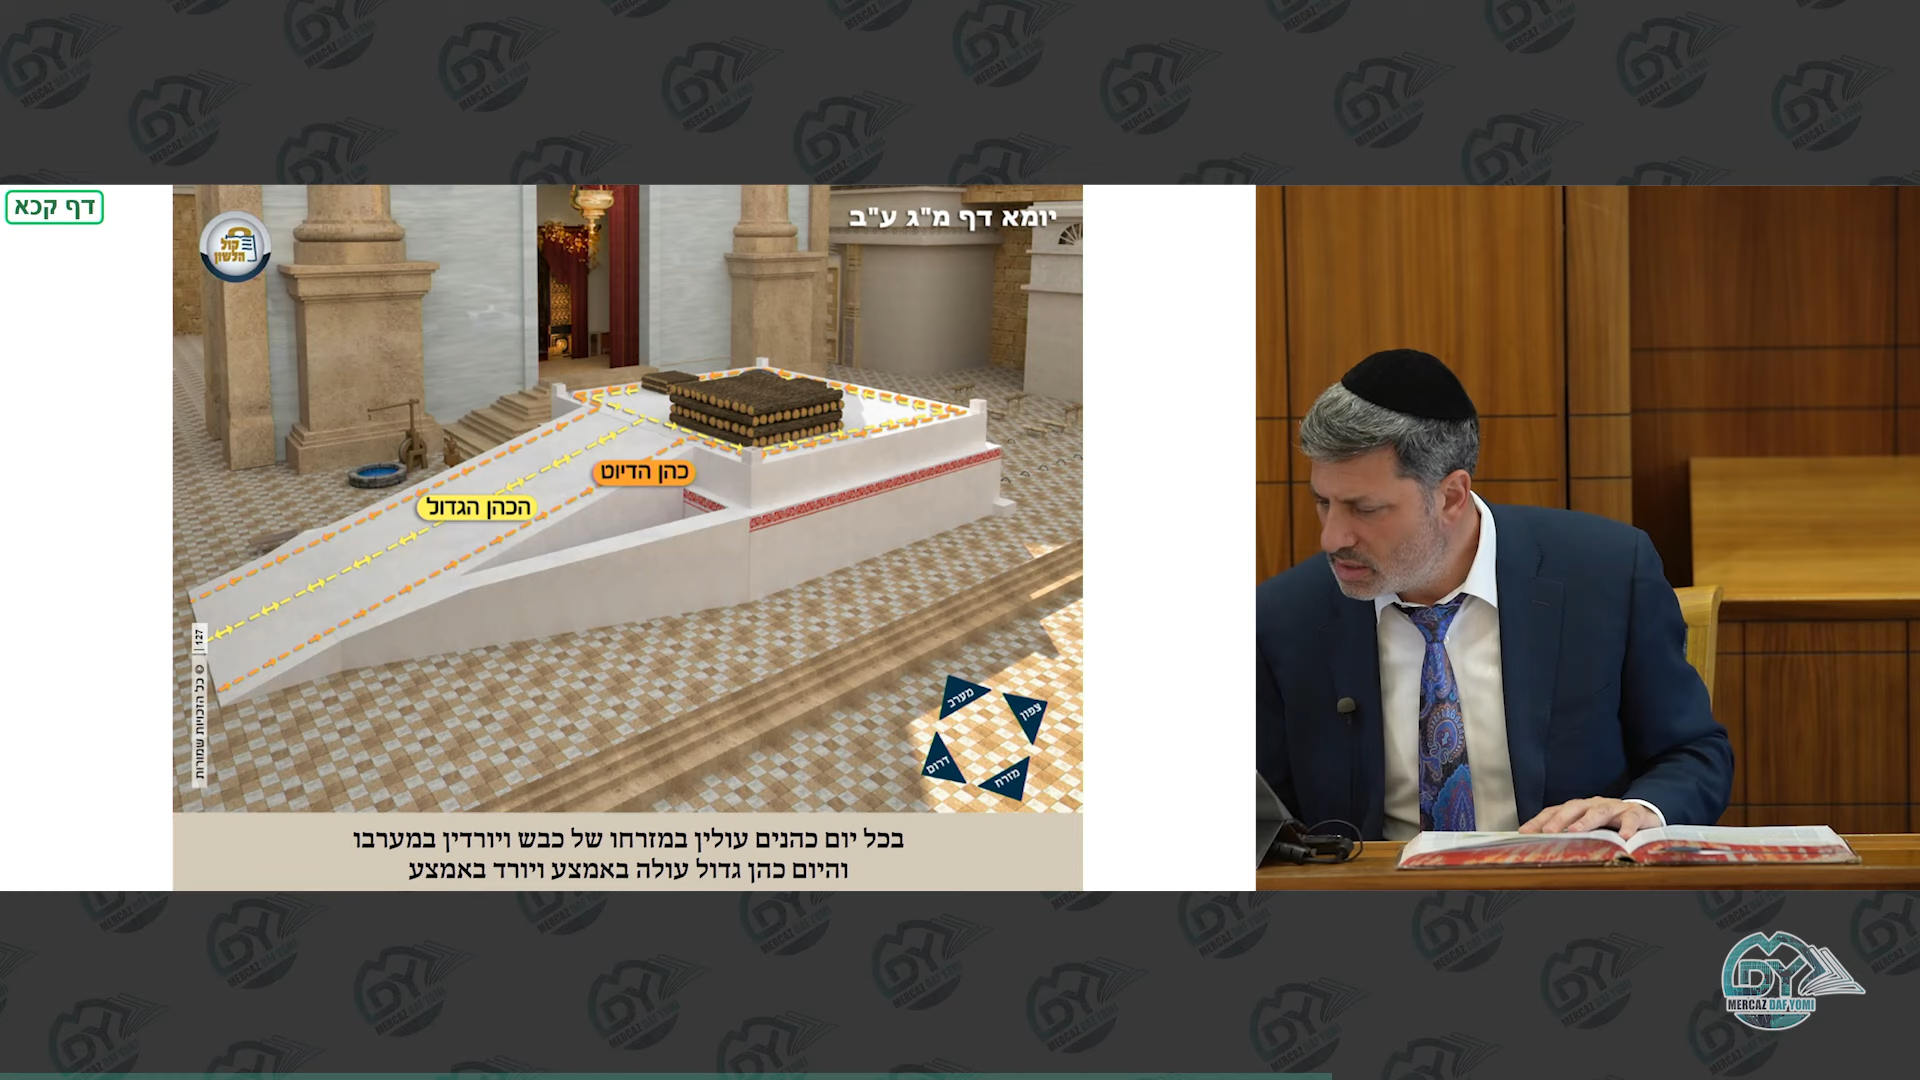 דף קכא
יומא דף מ"ג ע"ב
קול
הלשון
כהן הדיוט
הכהן הגדול
127 |
© כל הזכויות שמורות
מערב
צפון
דרום
מזרח
בכל יום כהנים עולין במזרחו של כבש ויורדין במערבו
והיום כהן גדול עולה באמצע ויורד באמצע
DY
MERCAZ DAF YOMI